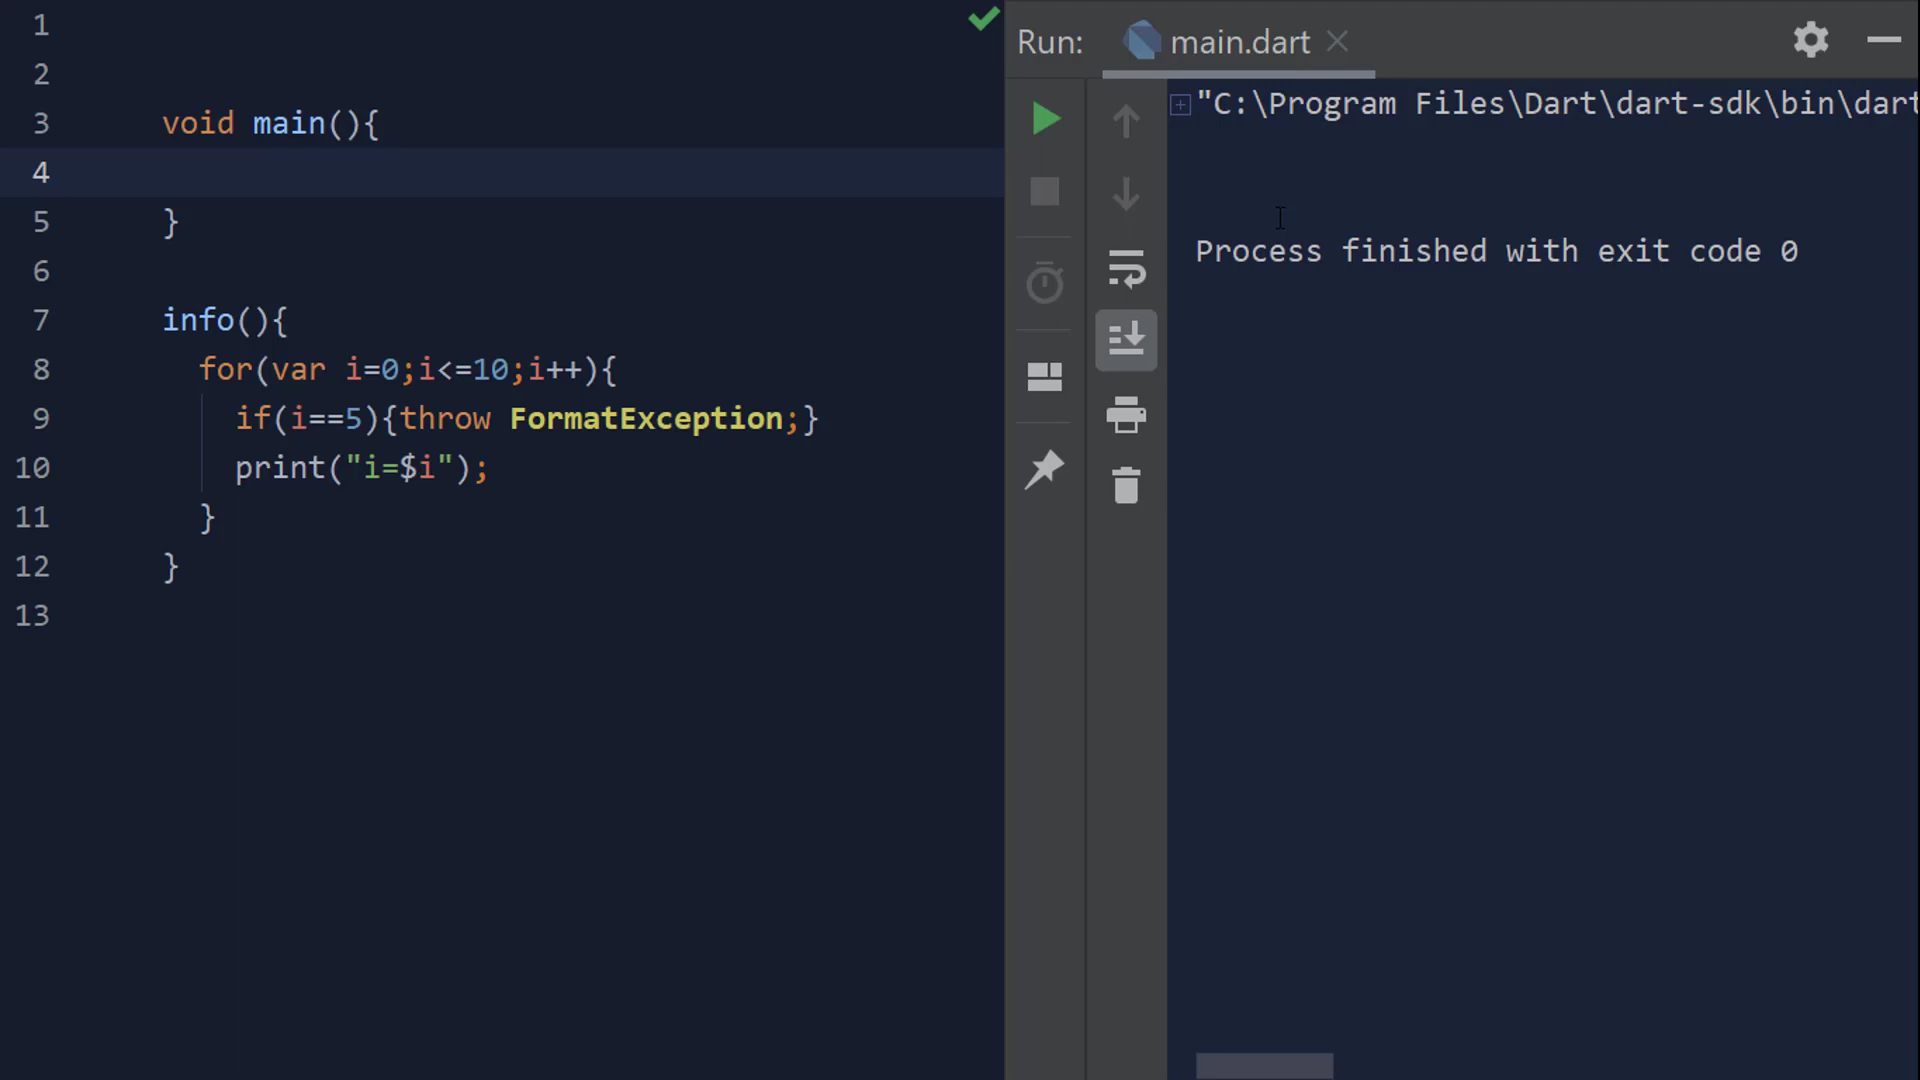 1
2
3 void main(){
4
5 }
6
7 info(){
8 for(var i=0;i<=10;i++){
9 if(i==5){throw FormatException;}
10 print("i=$i");
11 }
12 }
13
Run: main.dart
"C:\Program Files\Dart\dart-sdk\bin\dart
Process finished with exit code 0